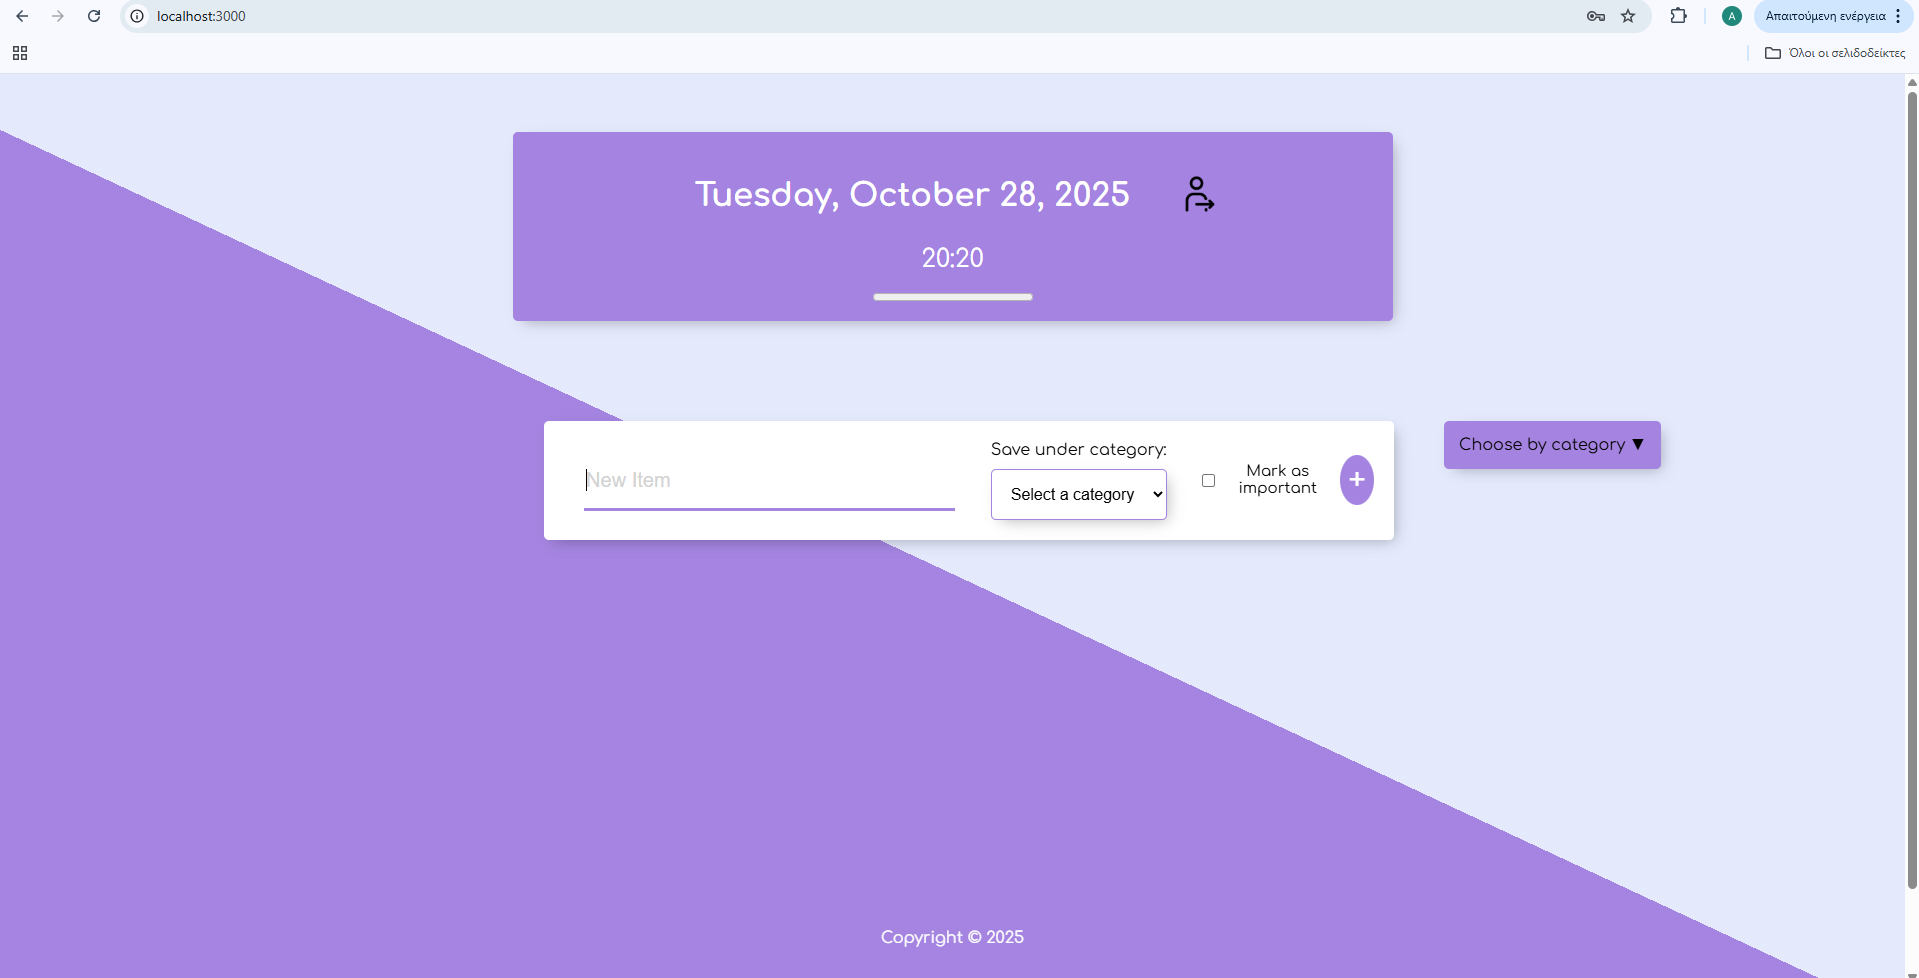 localhost:3000
A
Απαιτούμενη ενέργεια
Όλοι οι σελιδοδείκτες
Tuesday, October 28, 2025
20:20
New Item
Save under category:
Select a category
Mark as
important
+
Choose by category ▼
Copyright © 2025